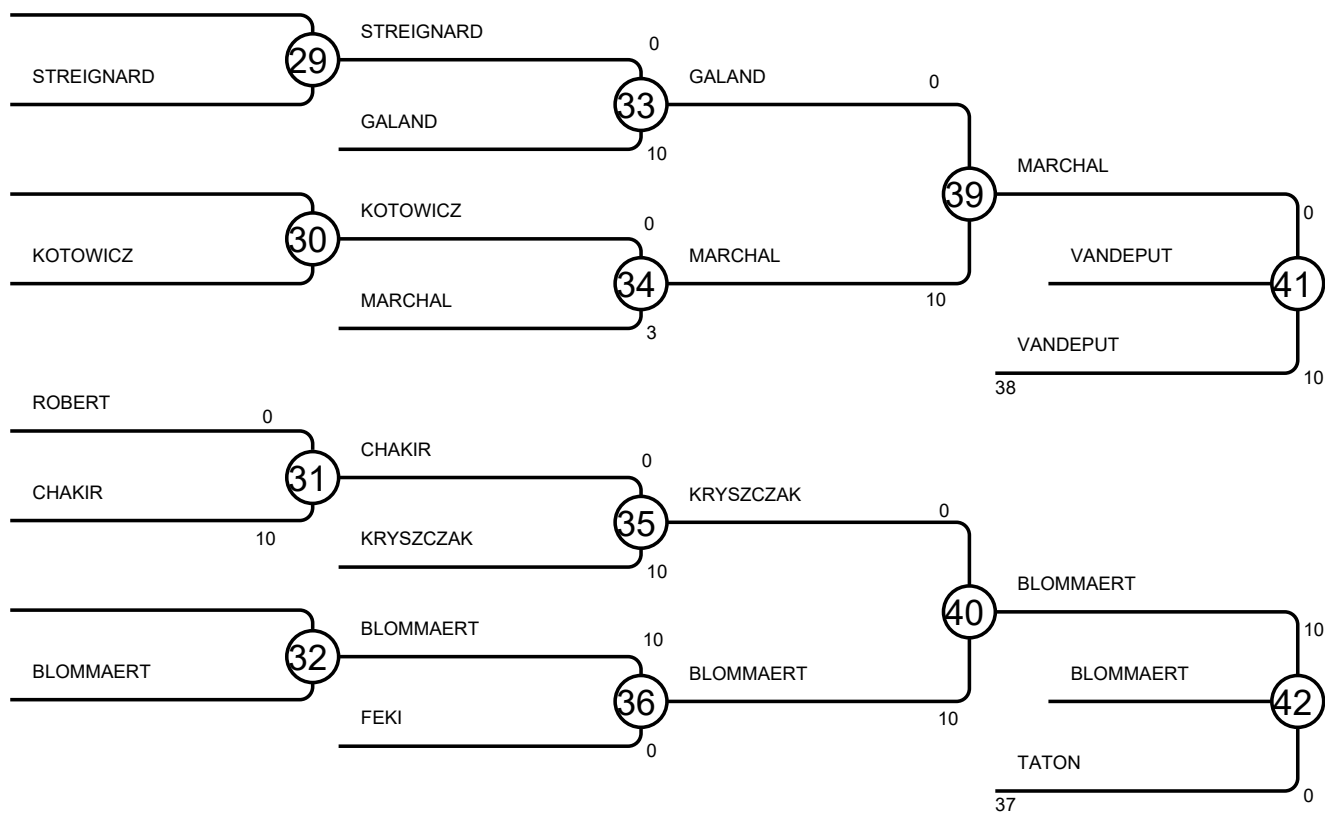 STREIGNARD
0
29
STREIGNARD
GALAND
0
33
GALAND
10
MARCHAL
39
KOTOWICZ
0
0
30
KOTOWICZ
MARCHAL
VANDEPUT
34
41
MARCHAL
10
3
VANDEPUT
10
38
ROBERT
0
CHAKIR
0
31
CHAKIR
KRYSZCZAK
0
35
10
KRYSZCZAK
10
BLOMMAERT
40
BLOMMAERT
10
10
32
BLOMMAERT
BLOMMAERT
BLOMMAERT
36
42
FEKI
10
0
TATON
0
37